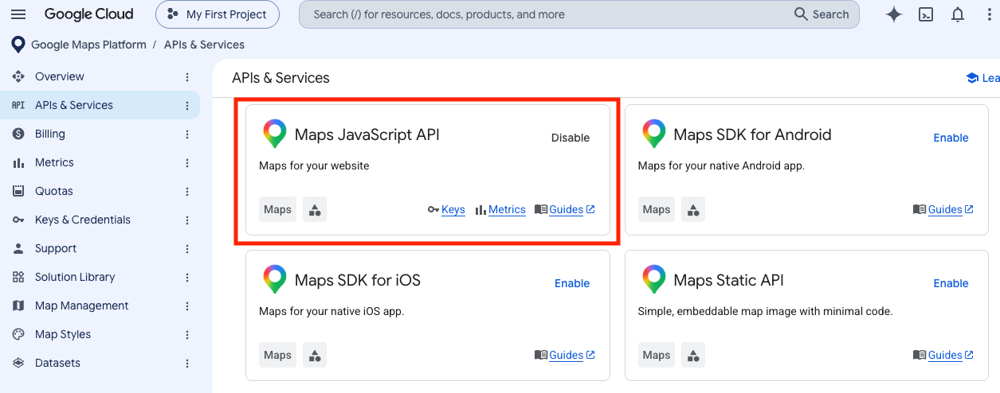 Google Cloud
My First Project
Search (/) for resources, docs, products, and more
Search
Google Maps Platform / APIs & Services
Overview
API APIs & Services
Billing
Metrics
Quotas
Keys & Credentials
Support
Solution Library
Map Management
Map Styles
Datasets
APIs & Services
Lea
Maps JavaScript API
Disable
Maps for your website
Maps
Keys Metrics Guides
Maps SDK for Android
Enable
Maps for your native Android app.
Maps
Guides
Maps SDK for iOS
Enable
Maps for your native iOS app.
Maps
Guides
Maps Static API
Enable
Simple, embeddable map image with minimal code.
Maps
Guides